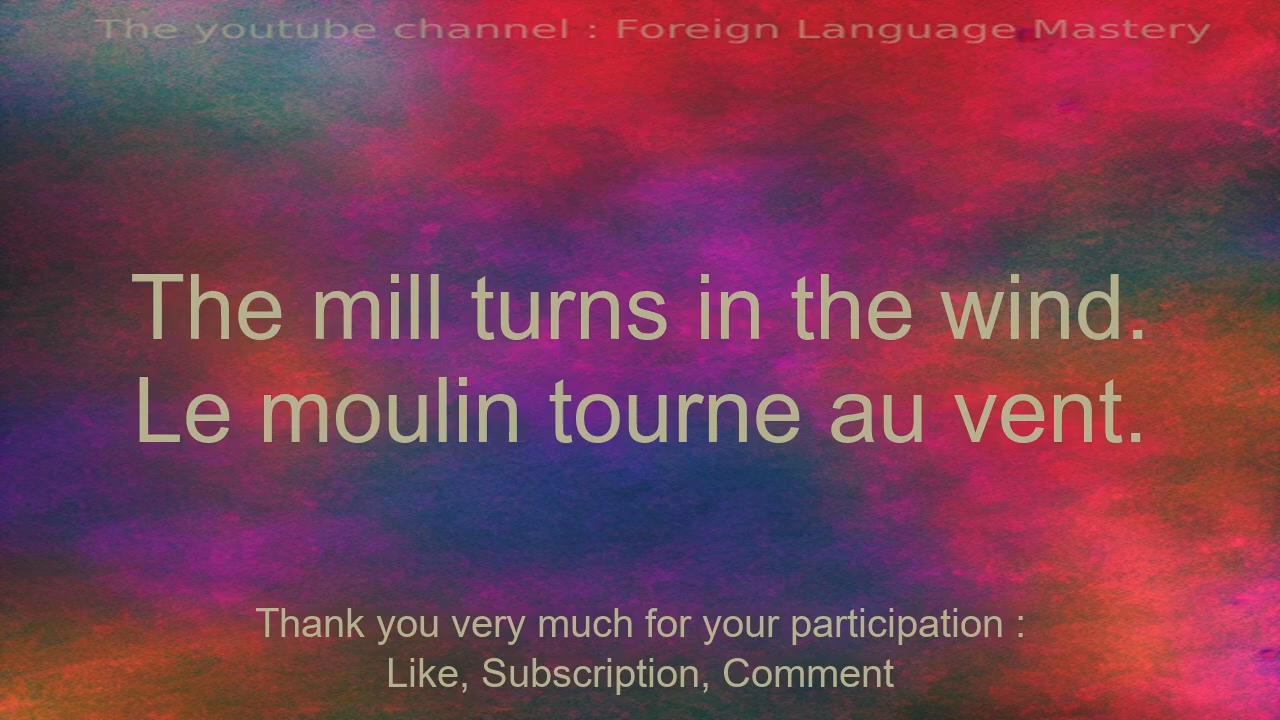 The youtube channel : Foreign Language Mastery
The mill turns in the wind.
Le moulin tourne au vent.
Thank you very much for your participation :
Like, Subscription, Comment